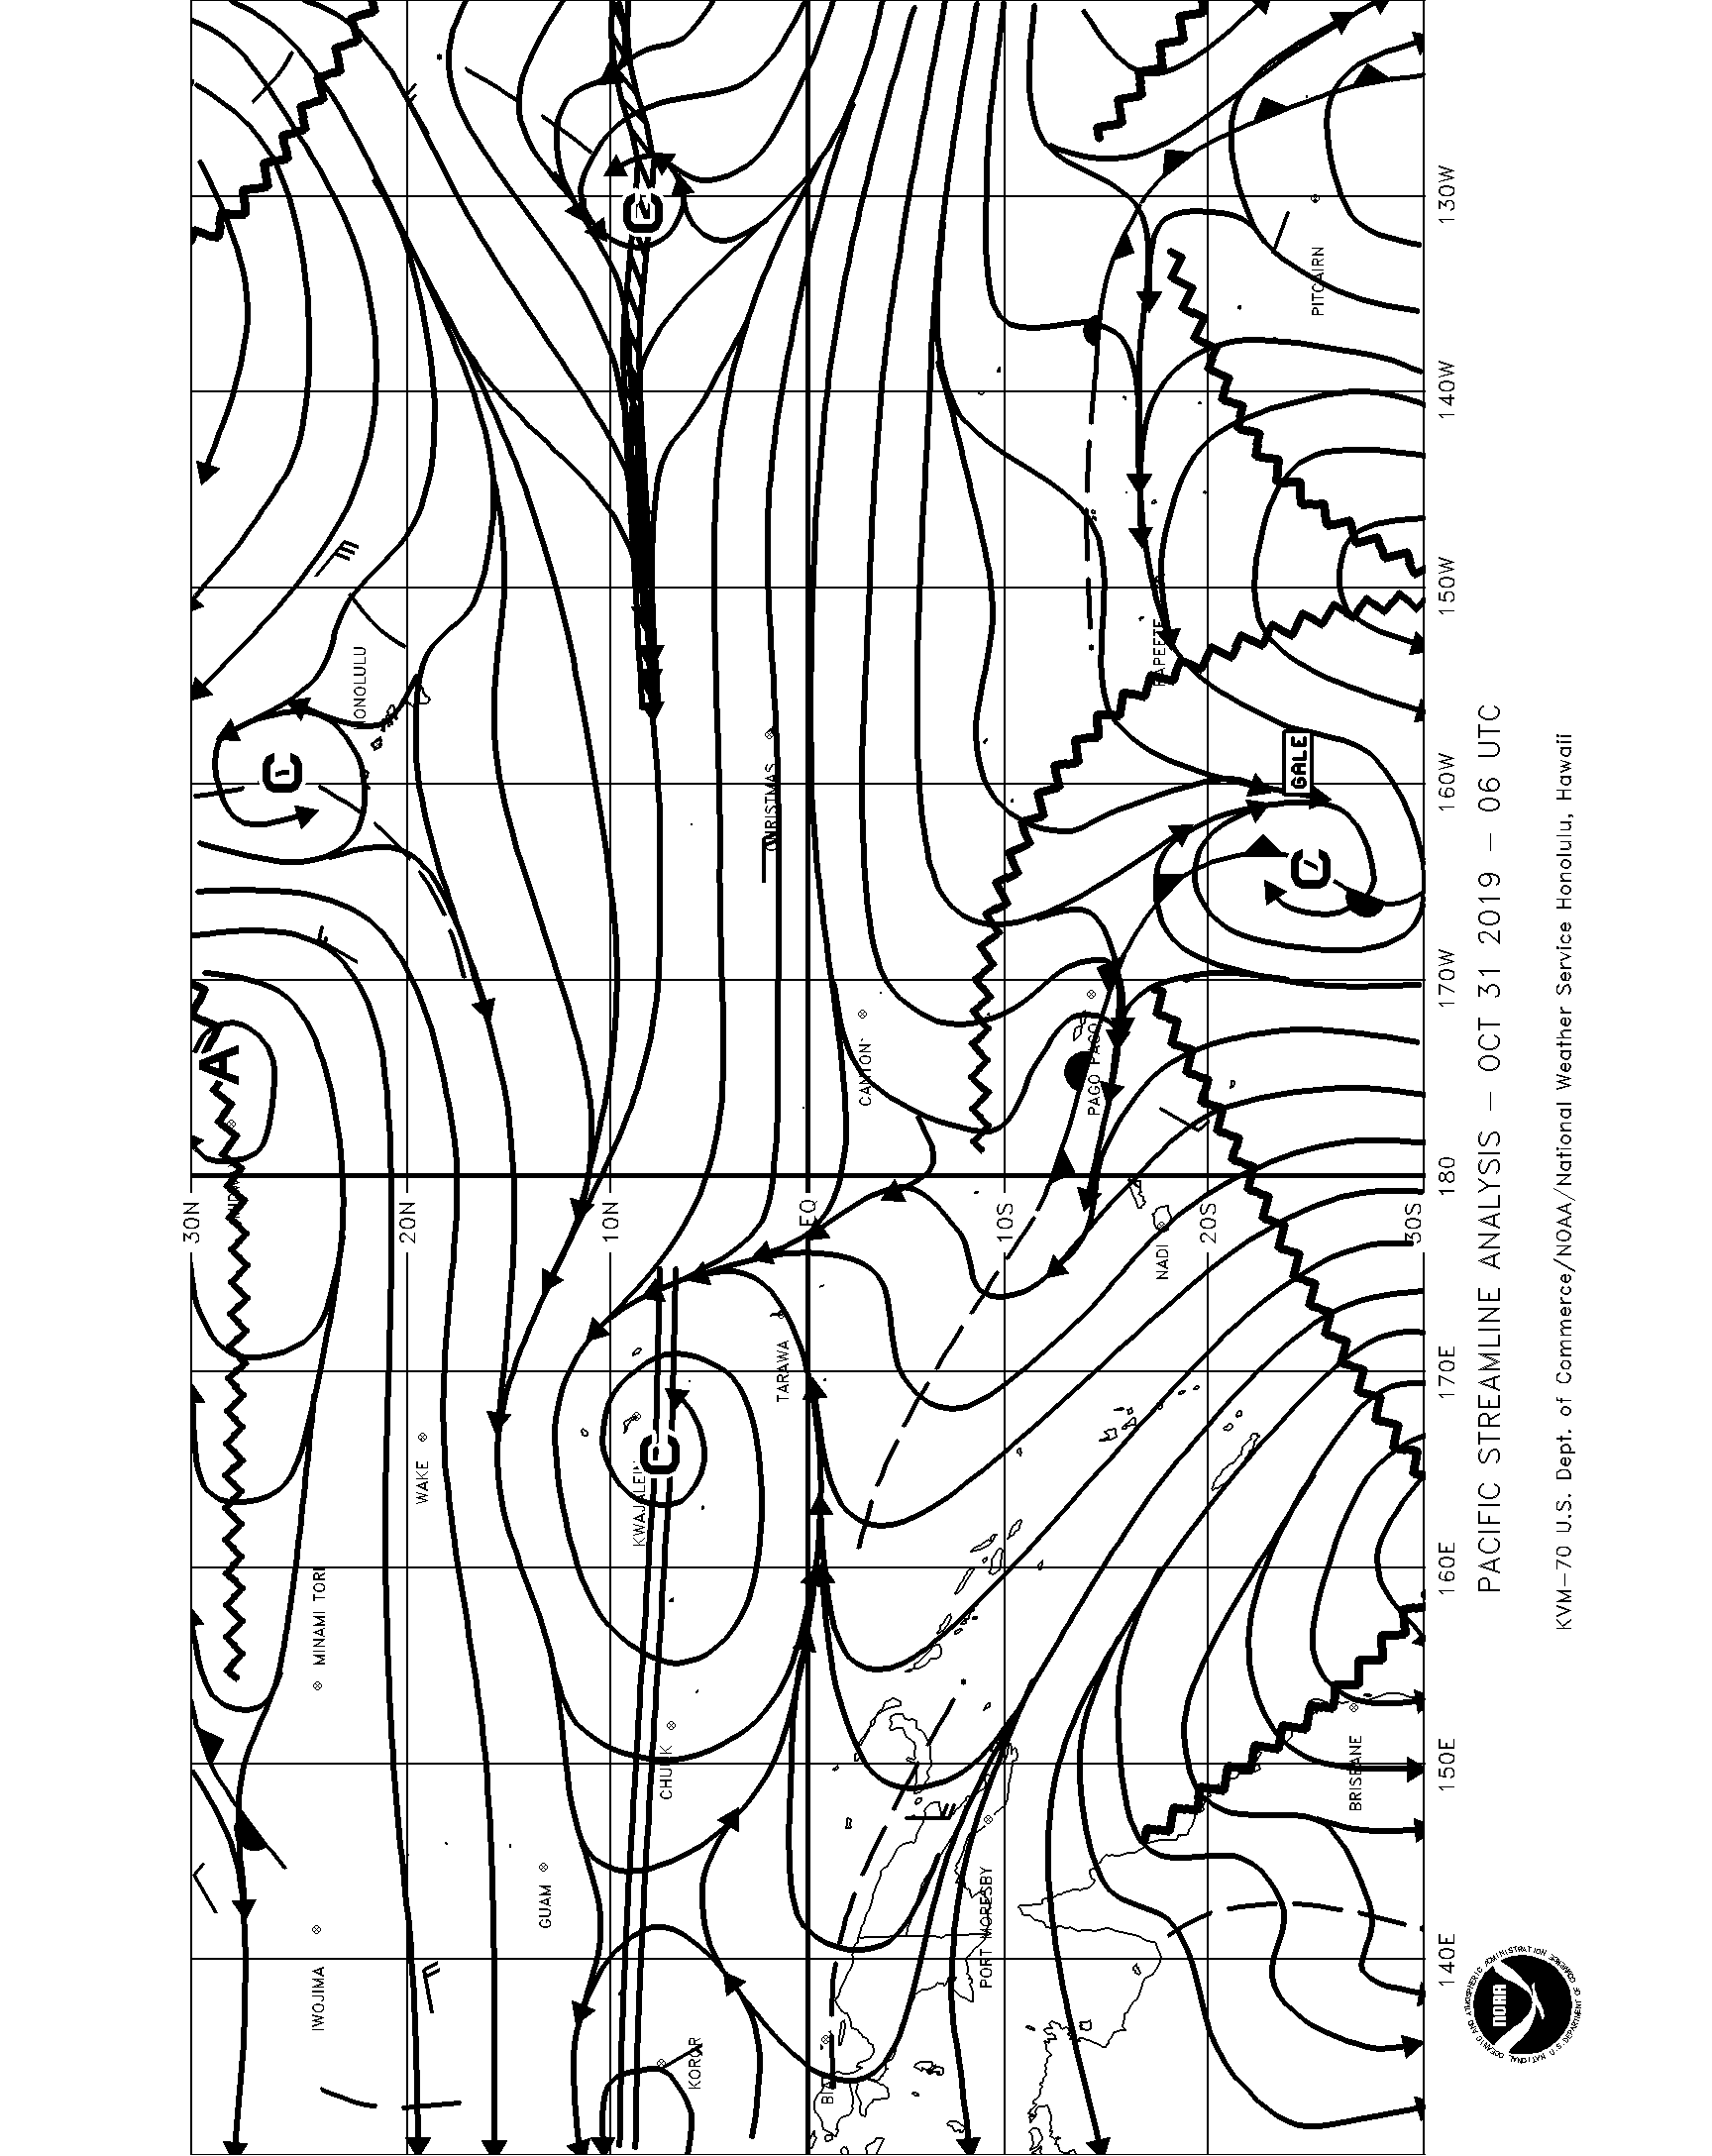 30N
20N
10N
EQ
10S
20S
30S
130W
140W
150W
160W
170W
180
170E
160E
150E
140E
C
C
C
C
A
GALE
PITCAIRN
PAPEETE
HONOLULU
CANTON
PAGO PAGO
NADI
TARAWA
WAKE
MINAMI TORI
CHUUK
GUAM
IWOJIMA
KOROR
PORT MORESBY
BRISBANE
PACIFIC STREAMLINE ANALYSIS – OCT 31 2019 – 06 UTC
KVM–70 U.S. Dept. of Commerce/NOAA/National Weather Service Honolulu, Hawaii
NOAA
NATIONAL OCEANIC AND ATMOSPHERIC ADMINISTRATION
U.S. DEPARTMENT OF COMMERCE